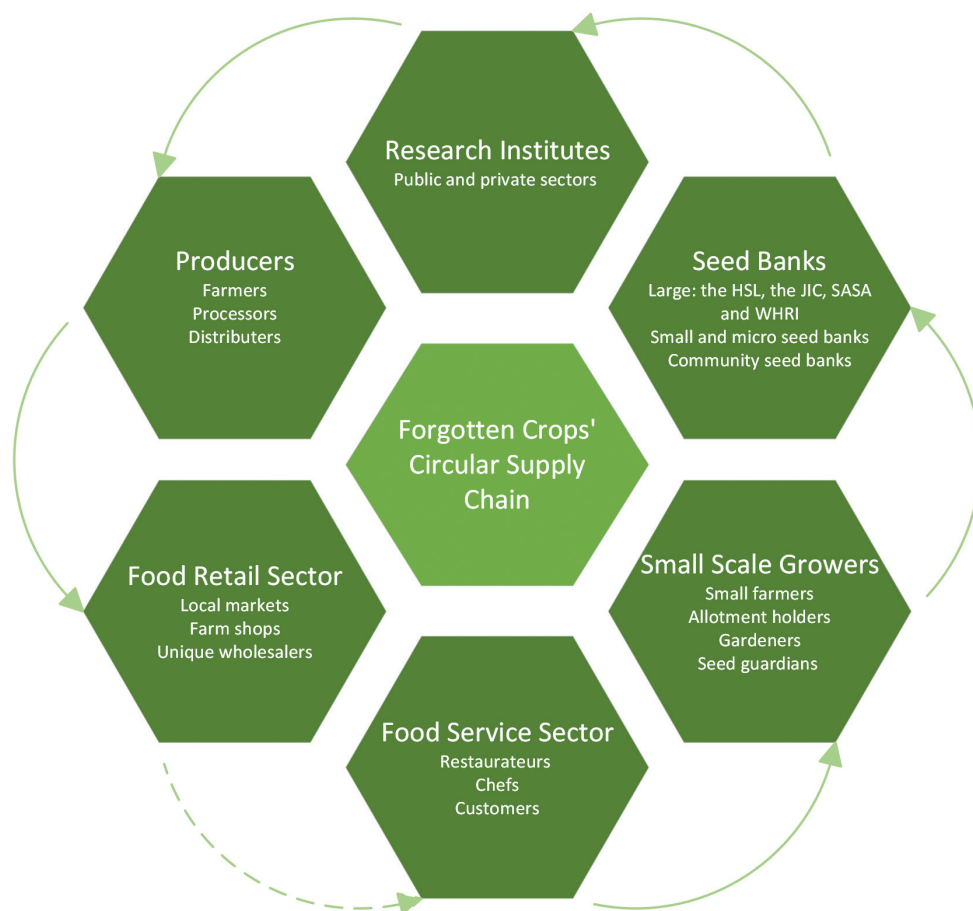 Research Institutes
Public and private sectors
Producers
Farmers
Processors
Distributers
Seed Banks
Large: the HSL, the JIC, SASA
and WHRI
Small and micro seed banks
Community seed banks
Forgotten Crops'
Circular Supply
Chain
Food Retail Sector
Local markets
Farm shops
Unique wholesalers
Small Scale Growers
Small farmers
Allotment holders
Gardeners
Seed guardians
Food Service Sector
Restaurateurs
Chefs
Customers